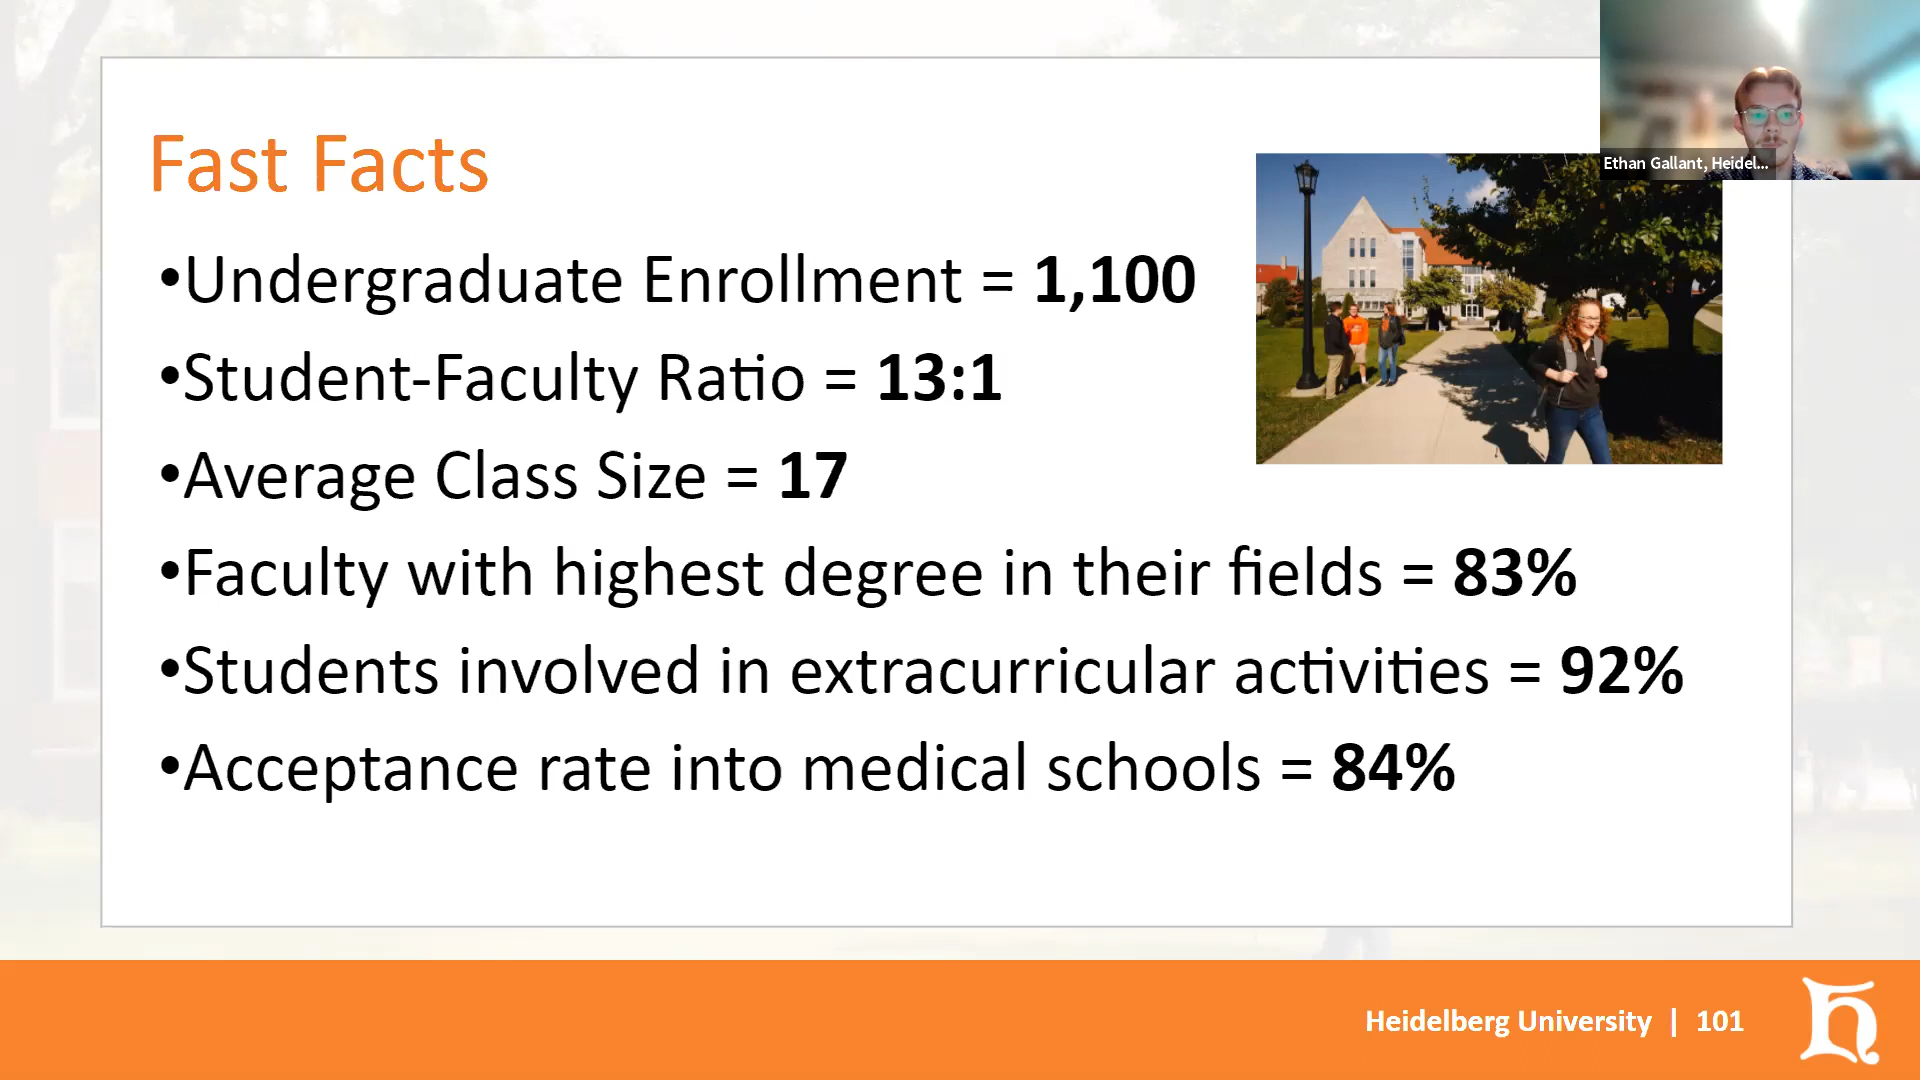 Ethan Gallant, Heidel...
Fast Facts
•Undergraduate Enrollment = 1,100
•Student-Faculty Ratio = 13:1
•Average Class Size = 17
•Faculty with highest degree in their fields = 83%
•Students involved in extracurricular activities = 92%
•Acceptance rate into medical schools = 84%
Heidelberg University | 101